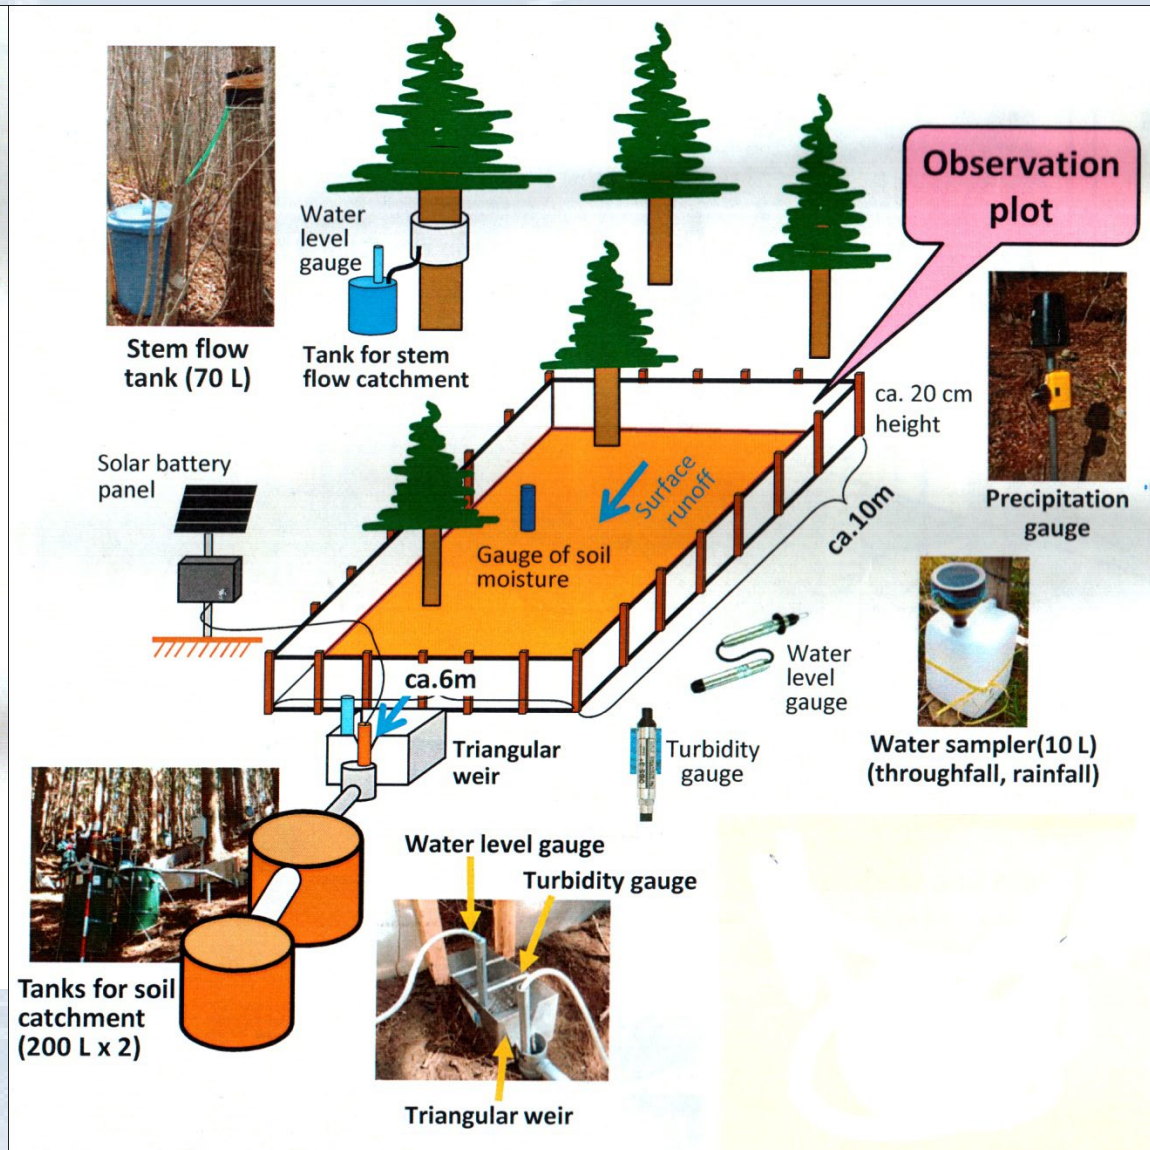 Observation
plot
Water
level
gauge
Stem flow
tank (70 L)
Tank for stem
flow catchment
ca. 20 cm
height
Solar battery
panel
Surface
runoff
Precipitation
gauge
ca.10m
Gauge of soil
moisture
Water
level
gauge
ca.6m
Triangular
weir
Turbidity
gauge
Water sampler(10 L)
(throughfall, rainfall)
Water level gauge
Turbidity gauge
Tanks for soil
catchment
(200 L x 2)
Triangular weir